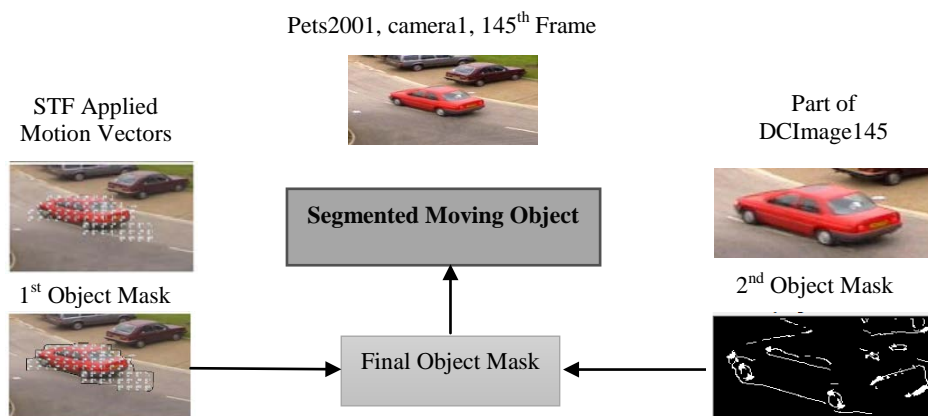 Pets2001, camera1, 145th Frame
STF Applied
Motion Vectors
Part of
DCImage145
Segmented Moving Object
1st Object Mask
2nd Object Mask
Final Object Mask